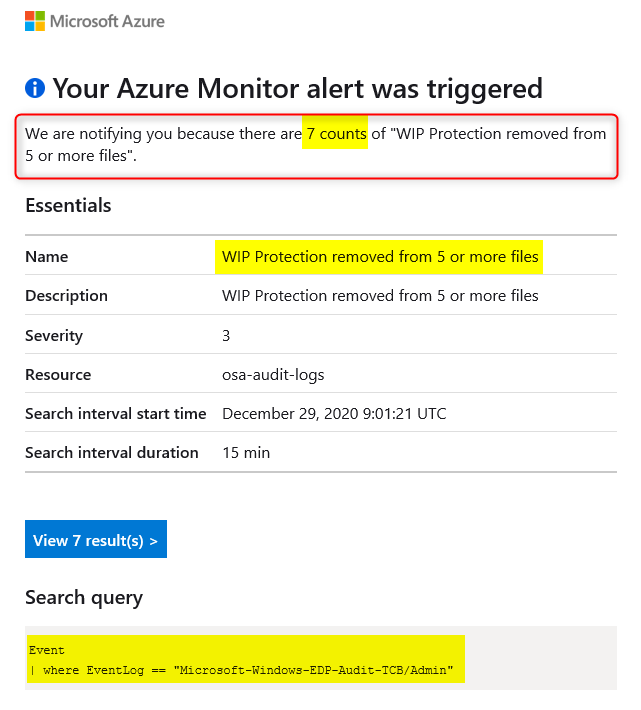 Microsoft Azure
Your Azure Monitor alert was triggered
We are notifying you because there are 7 counts of "WIP Protection removed from
5 or more files".
Essentials
Name WIP Protection removed from 5 or more files
Description WIP Protection removed from 5 or more files
Severity 3
Resource osa-audit-logs
Search interval start time December 29, 2020 9:01:21 UTC
Search interval duration 15 min
View 7 result(s) >
Search query
Event
| where EventLog == "Microsoft-Windows-EDP-Audit-TCB/Admin"